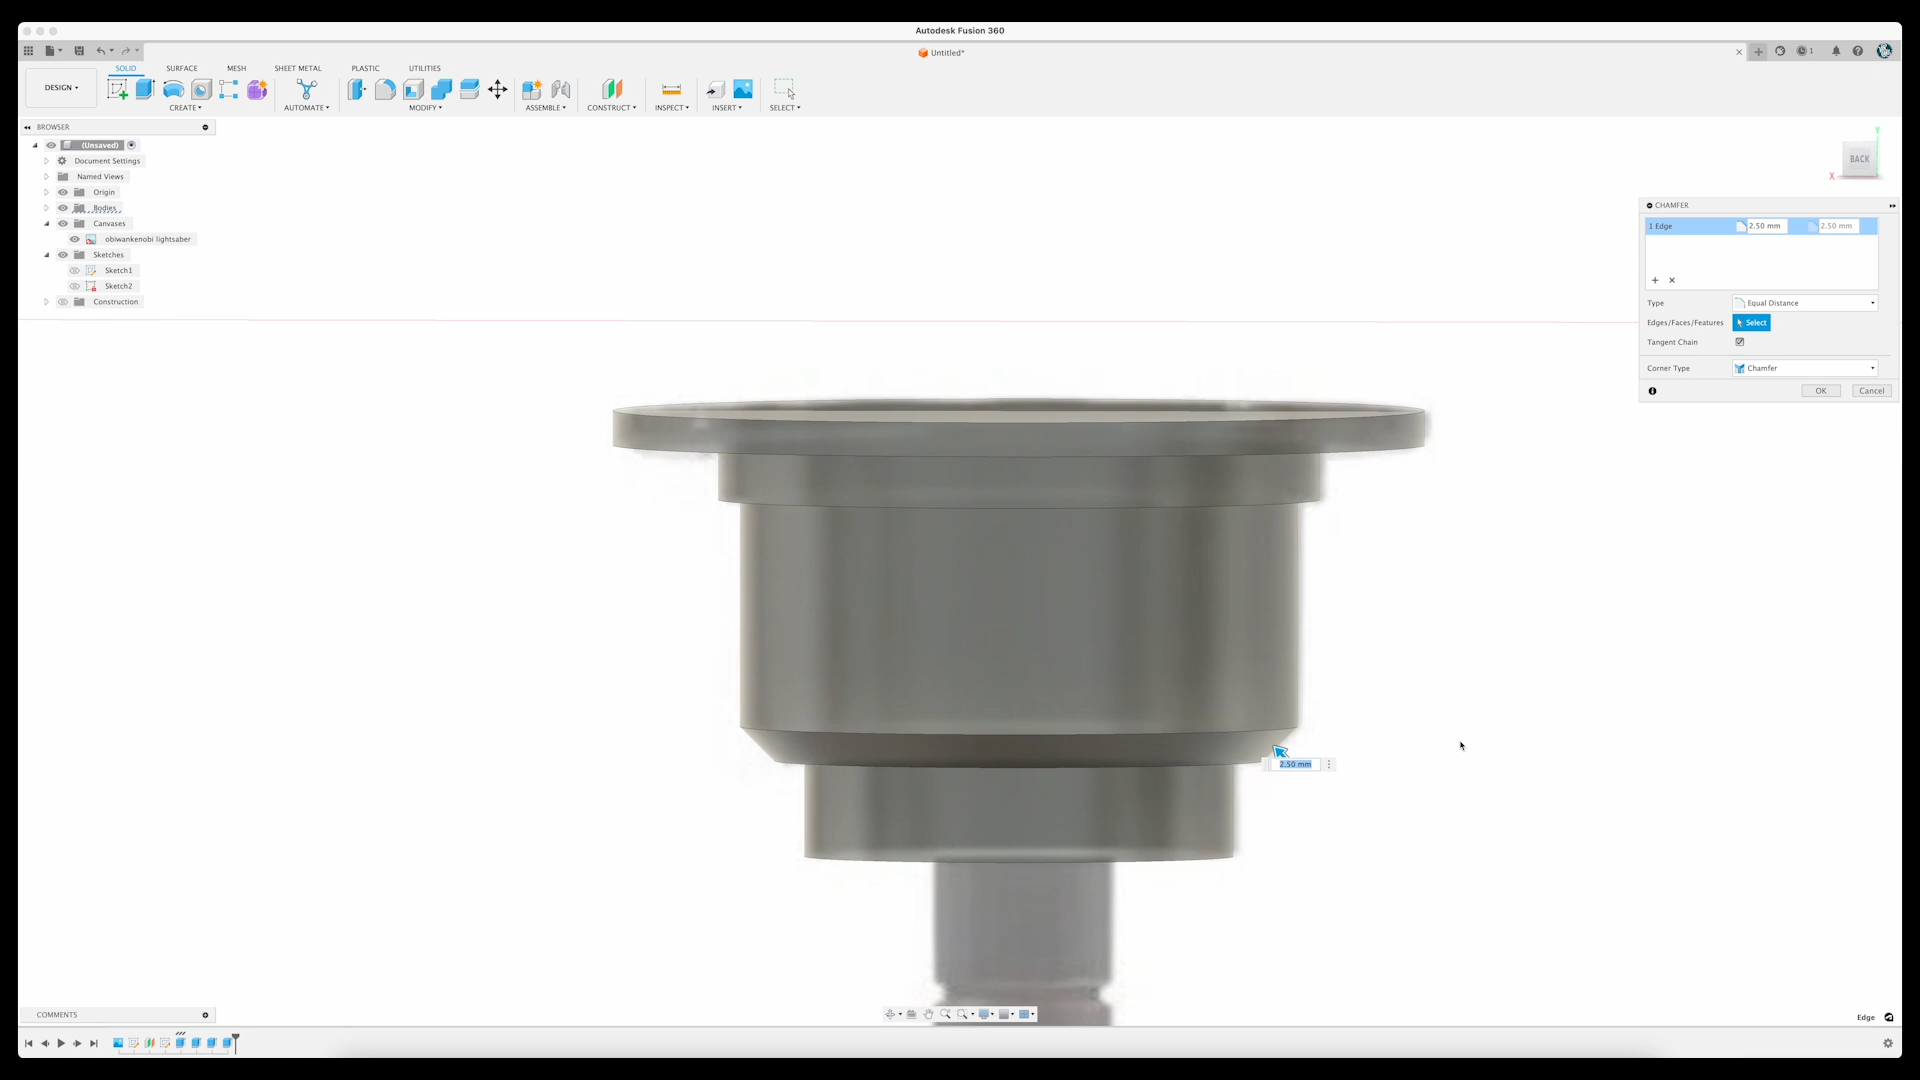 Autodesk Fusion 360
Untitled*
1
DESIGN
SOLID SURFACE MESH SHEET METAL PLASTIC UTILITIES
CREATE AUTOMATE MODIFY ASSEMBLE CONSTRUCT INSPECT INSERT SELECT
BROWSER
(Unsaved)
Document Settings
Named Views
Origin
Bodies
Canvases
obiwankenobi lightsaber
Sketches
Sketch1
Sketch2
Construction
Y
BACK
X
CHAMFER
1 Edge 2.50 mm 2.50 mm
Type Equal Distance
Edges/Faces/Features Select
Tangent Chain
Corner Type Chamfer
OK Cancel
2.50 mm
COMMENTS
Edge